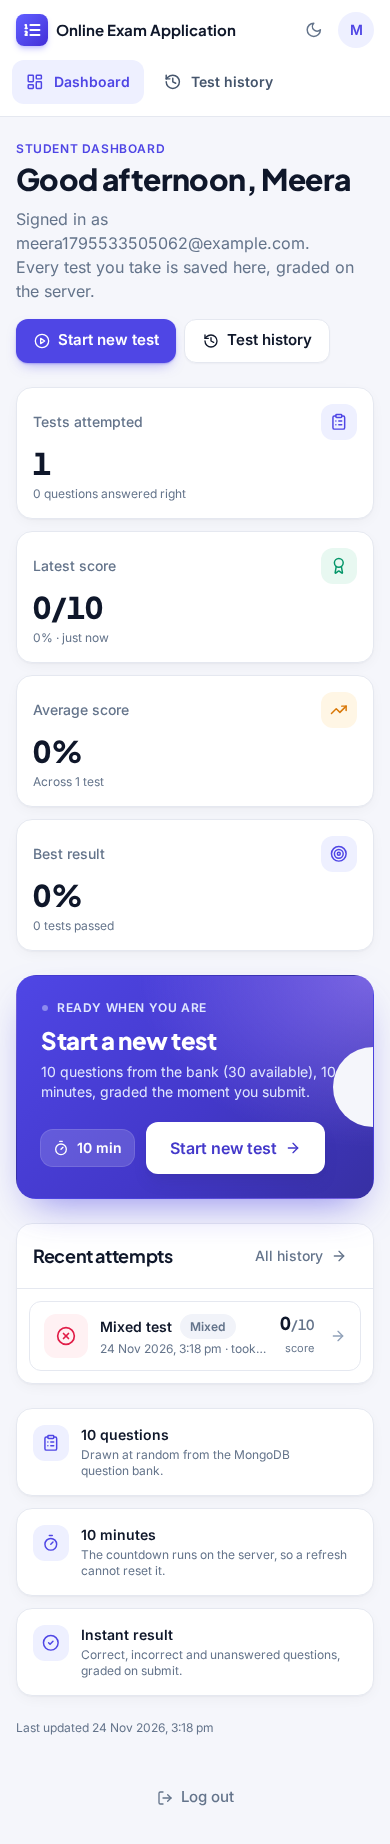 Online Exam Application
M
Dashboard
Test history
STUDENT DASHBOARD
Good afternoon, Meera
Signed in as
meera1795533505062@example.com.
Every test you take is saved here, graded on
the server.
Start new test
Test history
Tests attempted
1
0 questions answered right
Latest score
0/10
0% · just now
Average score
0%
Across 1 test
Best result
0%
0 tests passed
READY WHEN YOU ARE
Start a new test
10 questions from the bank (30 available), 10
minutes, graded the moment you submit.
10 min
Start new test
Recent attempts
All history
Mixed test
Mixed
0/10
24 Nov 2026, 3:18 pm · took...
score
10 questions
Drawn at random from the MongoDB
question bank.
10 minutes
The countdown runs on the server, so a refresh
cannot reset it.
Instant result
Correct, incorrect and unanswered questions,
graded on submit.
Last updated 24 Nov 2026, 3:18 pm
Log out